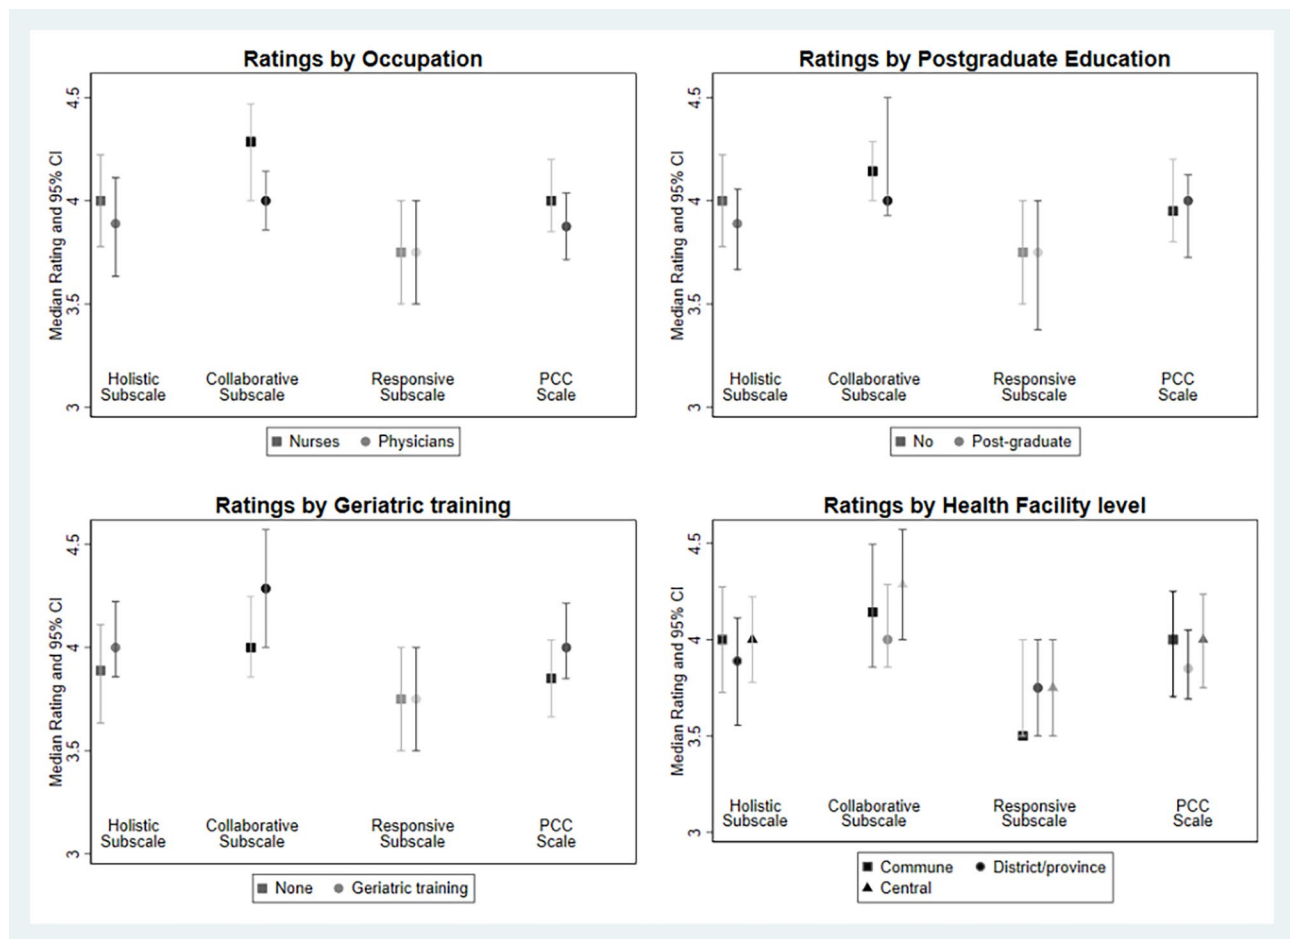 Ratings by Occupation
Median Rating and 95% CI
4.5
4
3.5
3
Holistic Subscale
Collaborative Subscale
Responsive Subscale
PCC Scale
Nurses Physicians
Ratings by Postgraduate Education
Median Rating and 95% CI
4.5
4
3.5
3
Holistic Subscale
Collaborative Subscale
Responsive Subscale
PCC Scale
No Post-graduate
Ratings by Geriatric training
Median Rating and 95% CI
4.5
4
3.5
3
Holistic Subscale
Collaborative Subscale
Responsive Subscale
PCC Scale
None Geriatric training
Ratings by Health Facility level
Median Rating and 95% CI
4.5
4
3.5
3
Holistic Subscale
Collaborative Subscale
Responsive Subscale
PCC Scale
Commune District/province
Central